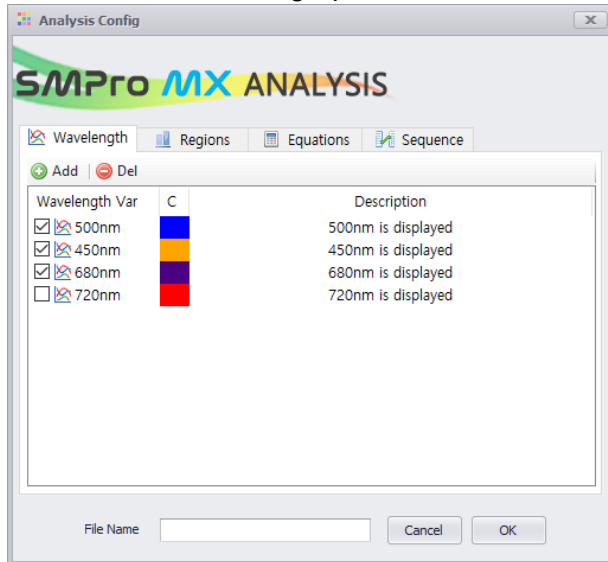 Analysis Config
SMPro MX ANALYSIS
Wavelength Regions Equations Sequence
Add Del
Wavelength Var C Description
500nm 500nm is displayed
450nm 450nm is displayed
680nm 680nm is displayed
720nm 720nm is displayed
File Name Cancel OK